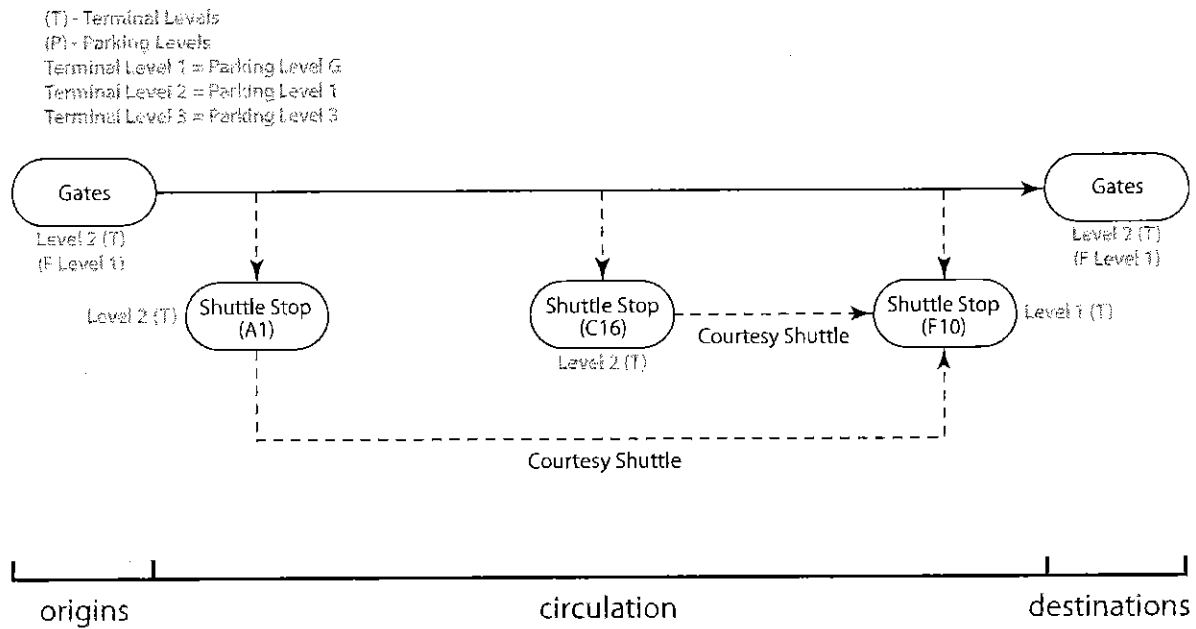 (T) - Terminal Levels
(P) - Parking Levels
Terminal Level 1 = Parking Level G
Terminal Level 2 = Parking Level 1
Terminal Level 3 = Parking Level 3
Gates
Level 2 (T)
(F Level 1)
Gates
Level 2 (T)
(F Level 1)
Level 2 (T)
Shuttle Stop
(A1)
Shuttle Stop
(C16)
Level 2 (T)
Courtesy Shuttle
Shuttle Stop
(F10)
Level 1 (T)
Courtesy Shuttle
origins
circulation
destinations